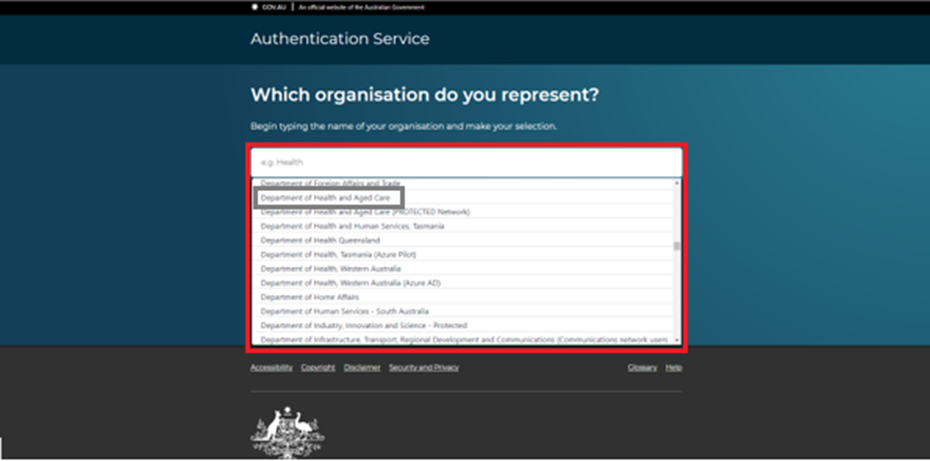 GOV.AU | An official website of the Australian Government
Authentication Service
Which organisation do you represent?
Begin typing the name of your organisation and make your selection.
e.g. Health
Department of Foreign Affairs and Trade
Department of Health and Aged Care
Department of Health and Aged Care (PROTECTED Network)
Department of Health and Human Services, Tasmania
Department of Health Queensland
Department of Health, Tasmania (Azure Pilot)
Department of Health, Western Australia
Department of Health, Western Australia (Azure AD)
Department of Home Affairs
Department of Human Services - South Australia
Department of Industry, Innovation and Science - Protected
Department of Infrastructure, Transport, Regional Development and Communications (Communications network users
Accessibility Copyright Disclaimer Security and Privacy Glossary Help